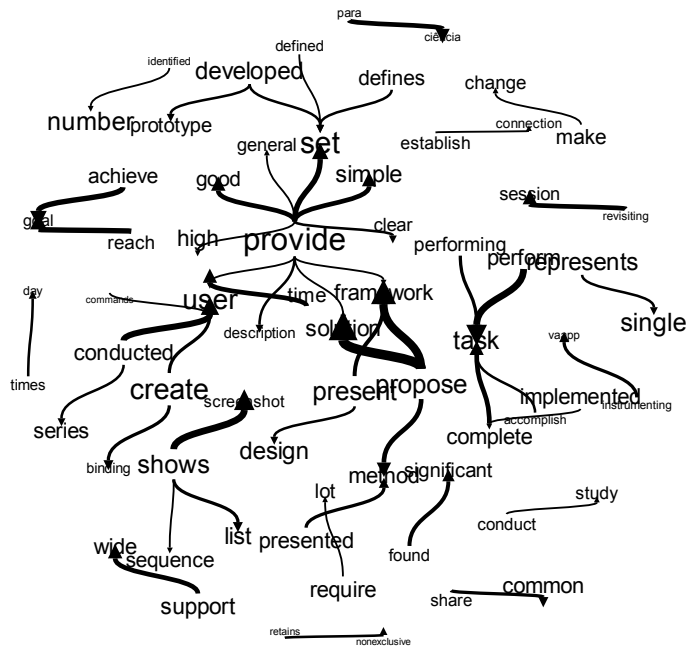 para
ciência
defined
identified
developed
defines
change
number
prototype
set
connection
establish
make
general
achieve
good
simple
session
goal
reach
high
provide
clear
performing
perform
represents
revisiting
day
commands
user
time
framework
description
solution
task
single
vaapp
times
conducted
create
screenshot
present
propose
implemented
instrumenting
accomplish
series
binding
shows
design
complete
method
significant
lot
study
wide
sequence
list
presented
found
conduct
support
require
share
common
retains
nonexclusive